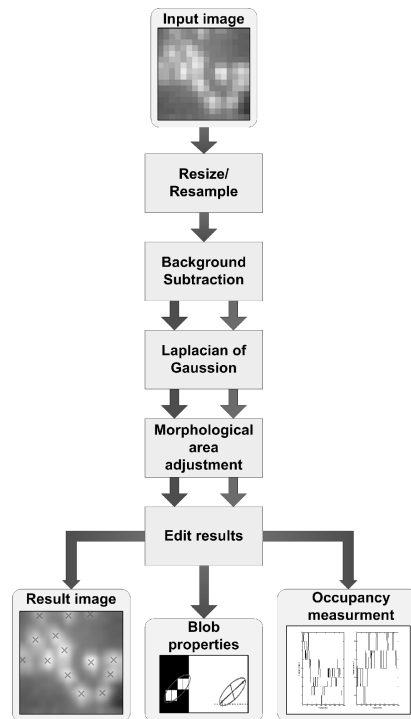 Input image
Resize/
Resample
Background
Subtraction
Laplacian of
Gaussion
Morphological
area
adjustment
Edit results
Result image
Blob
properties
Occupancy
measurment